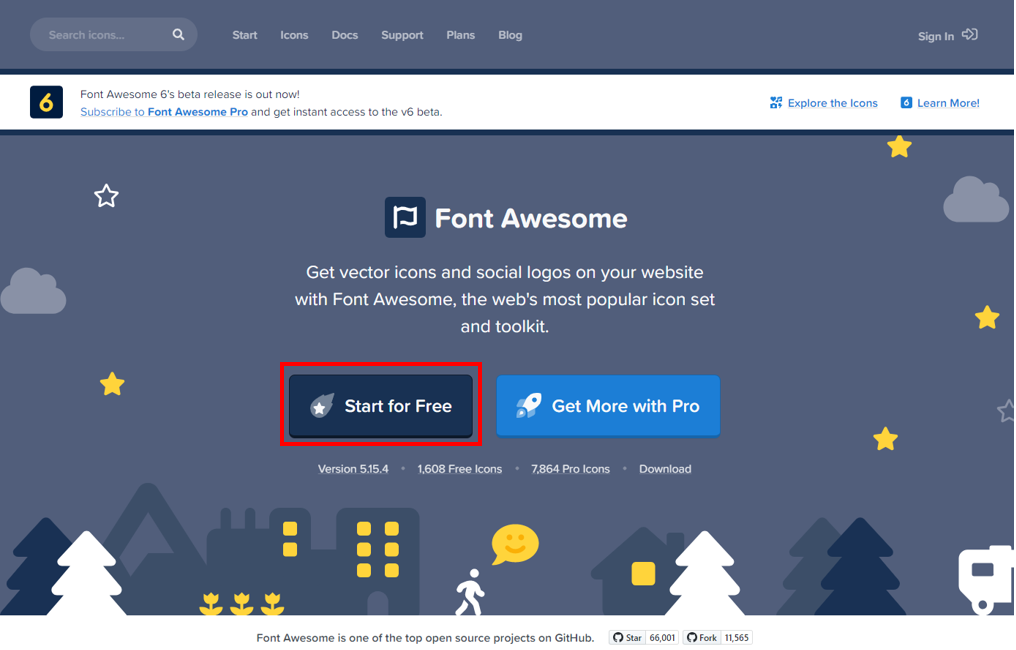 Search icons...
Start
Icons
Docs
Support
Plans
Blog
Sign In
6
Font Awesome 6's beta release is out now!
Subscribe to Font Awesome Pro and get instant access to the v6 beta.
Explore the Icons
6
Learn More!
Font Awesome
Get vector icons and social logos on your website
with Font Awesome, the web's most popular icon set
and toolkit.
Start for Free
Get More with Pro
Version 5.15.4 • 1,608 Free Icons • 7,864 Pro Icons • Download
Font Awesome is one of the top open source projects on GitHub.
Star 66,001
Fork 11,565